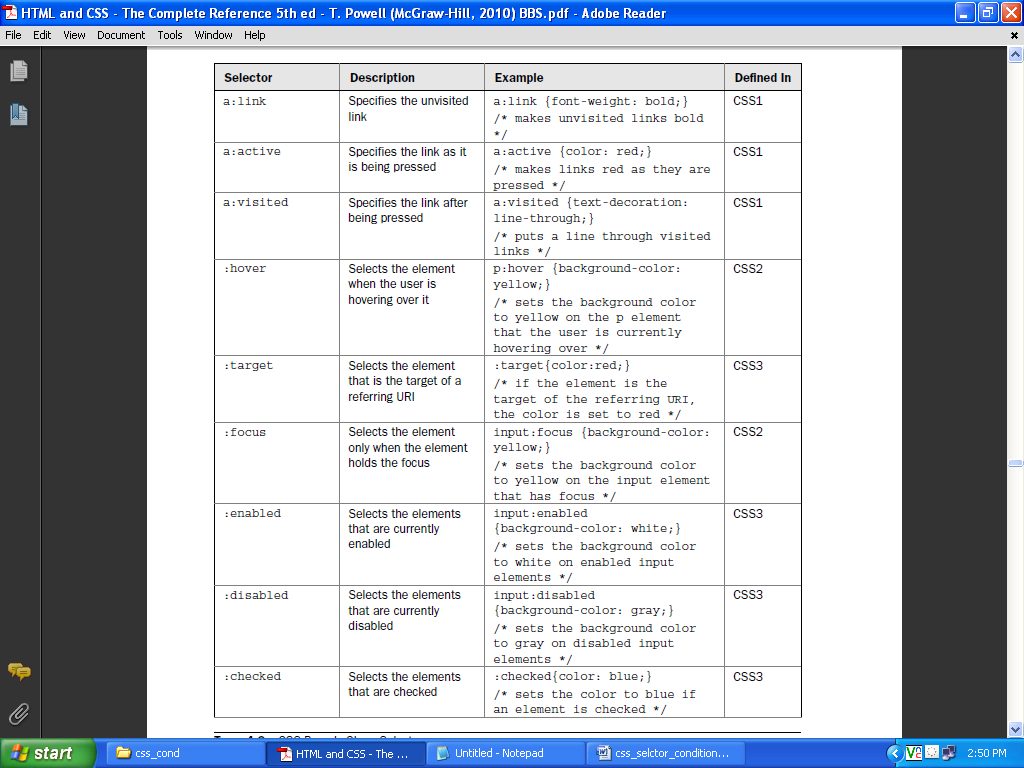 HTML and CSS - The Complete Reference 5th ed - T. Powell (McGraw-Hill, 2010) BBS.pdf - Adobe Reader
File Edit View Document Tools Window Help
Selector Description Example Defined In
a:link Specifies the unvisited a:link {font-weight: bold;} CSS1
link /* makes unvisited links bold
*/
a:active Specifies the link as it a:active {color: red;} CSS1
is being pressed /* makes links red as they are
pressed */
a:visited Specifies the link after a:visited {text-decoration: CSS1
being pressed line-through;}
/* puts a line through visited
links */
:hover Selects the element p:hover {background-color: CSS2
when the user is yellow;}
hovering over it /* sets the background color
to yellow on the p element
that the user is currently
hovering over */
:target Selects the element :target{color:red;} CSS3
that is the target of a /* if the element is the
referring URI target of the referring URI,
the color is set to red */
:focus Selects the element input:focus {background-color: CSS2
only when the element yellow;}
holds the focus /* sets the background color
to yellow on the input element
that has focus */
:enabled Selects the elements input:enabled CSS3
that are currently {background-color: white;}
enabled /* sets the background color
to white on enabled input
elements */
:disabled Selects the elements input:disabled CSS3
that are currently {background-color: gray;}
disabled /* sets the background color
to gray on disabled input
elements */
:checked Selects the elements :checked{color: blue;} CSS3
that are checked /* sets the color to blue if
an element is checked */
start css_cond HTML and CSS - The ... Untitled - Notepad css_selctor_condition... 2:50 PM